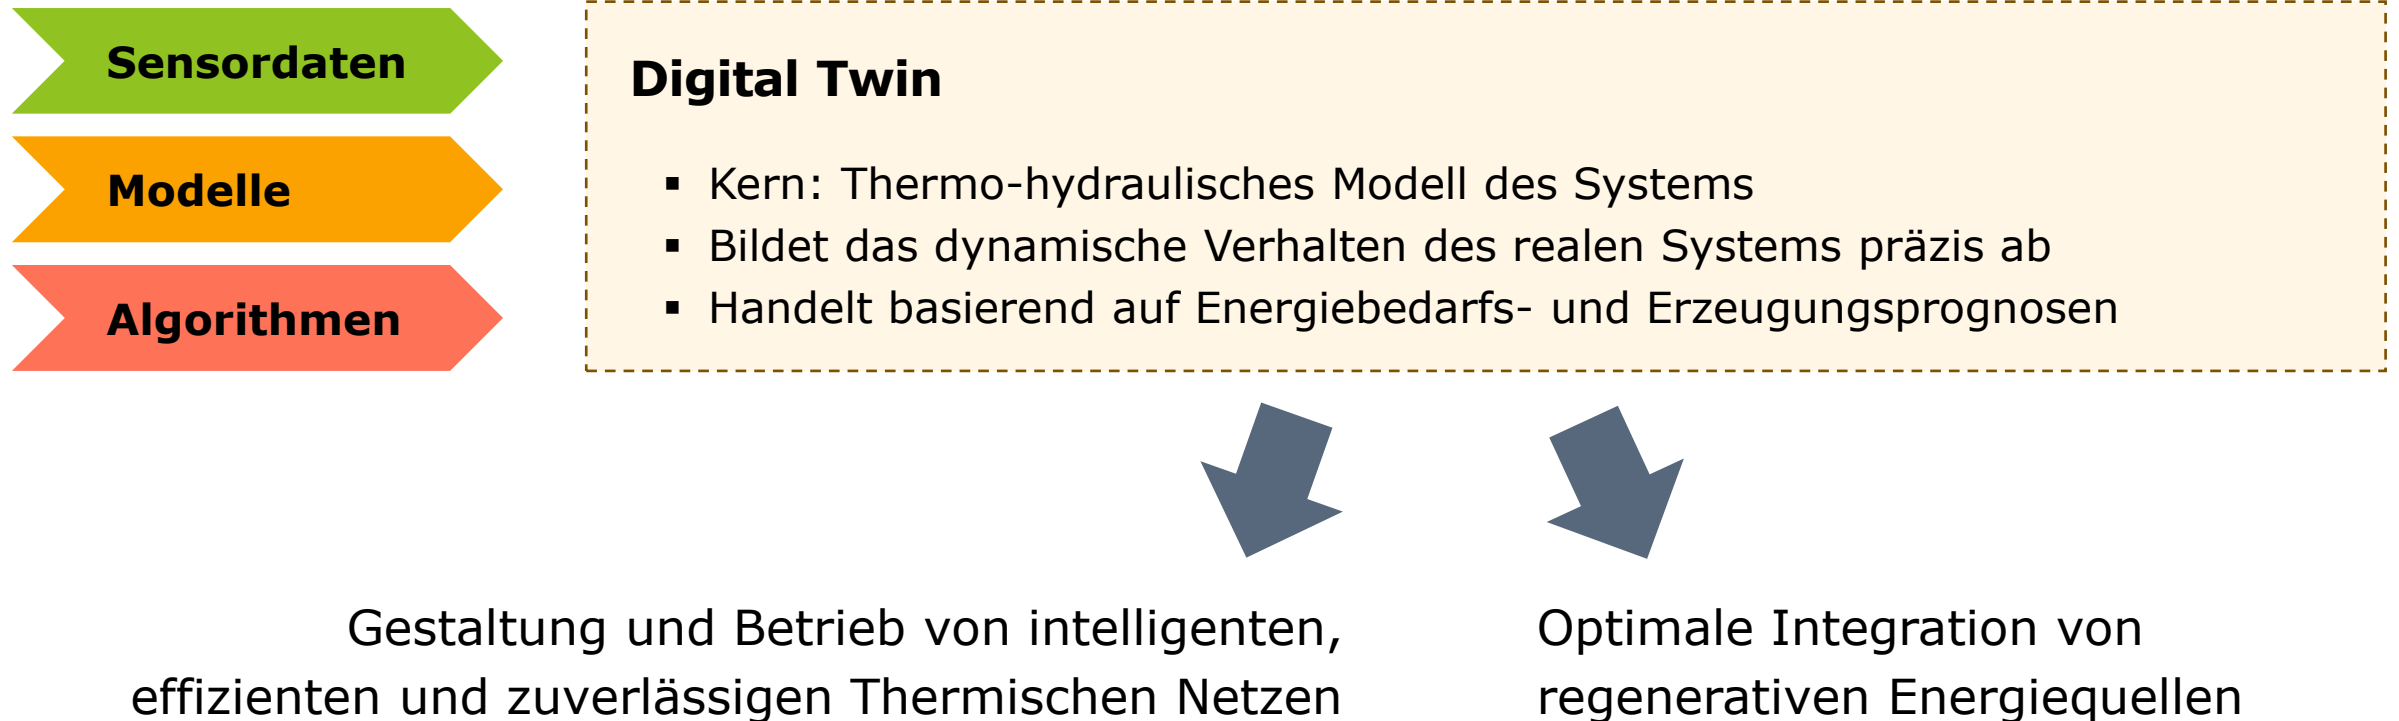 Sensordaten
Modelle
Algorithmen
Digital Twin
▪ Kern: Thermo-hydraulisches Modell des Systems
▪ Bildet das dynamische Verhalten des realen Systems präzis ab
▪ Handelt basierend auf Energiebedarfs- und Erzeugungsprognosen
Gestaltung und Betrieb von intelligenten,
effizienten und zuverlässigen Thermischen Netzen
Optimale Integration von
regenerativen Energiequellen